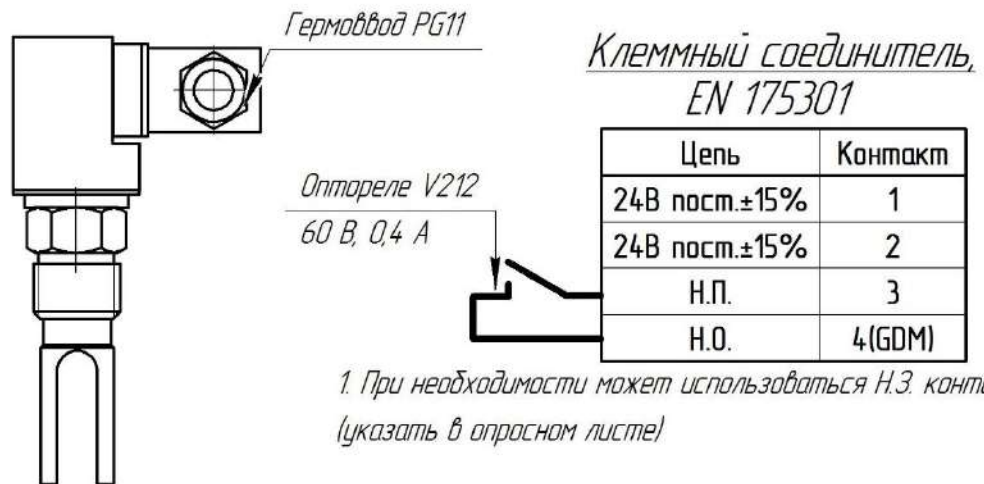 Гермоввод PG11
Клеммный соединитель,
EN 175301
Цепь Контакт
24В пост.±15% 1
24В пост.±15% 2
Н.П. 3
Н.О. 4(GDM)
Оптореле V212
60 В, 0,4 А
1. При необходимости может использоваться Н.З.
(указать в опросном листе)